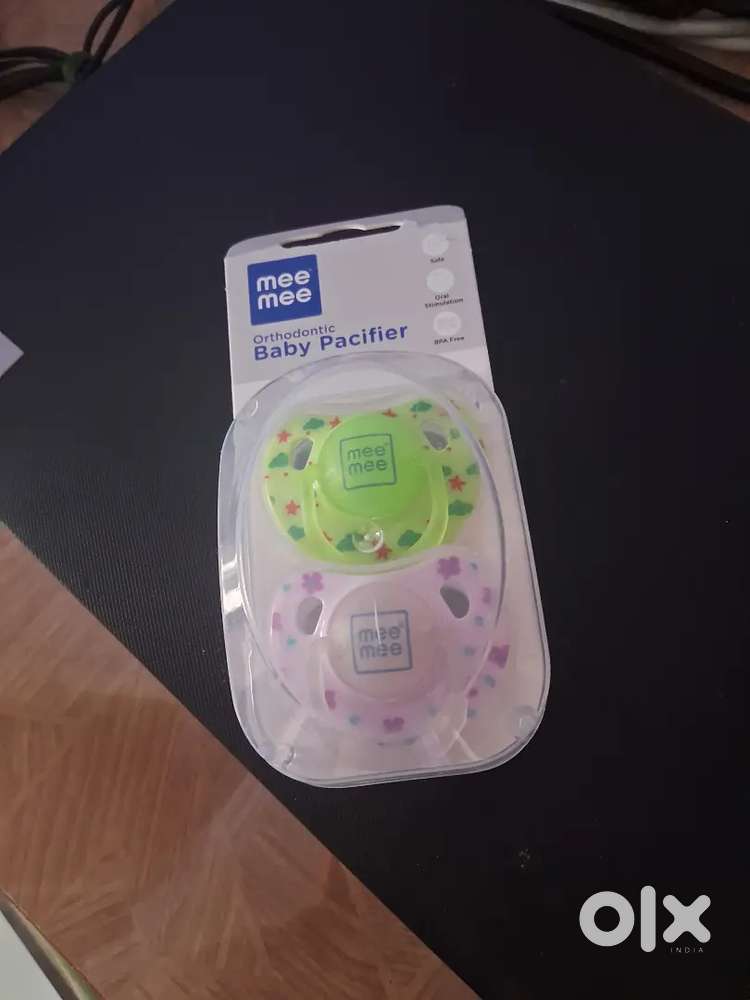 mee
mee
Orthodontic
Baby Pacifier
Safe
Oral
Stimulation
BPA Free
mee
mee
mee
mee
olx
INDIA